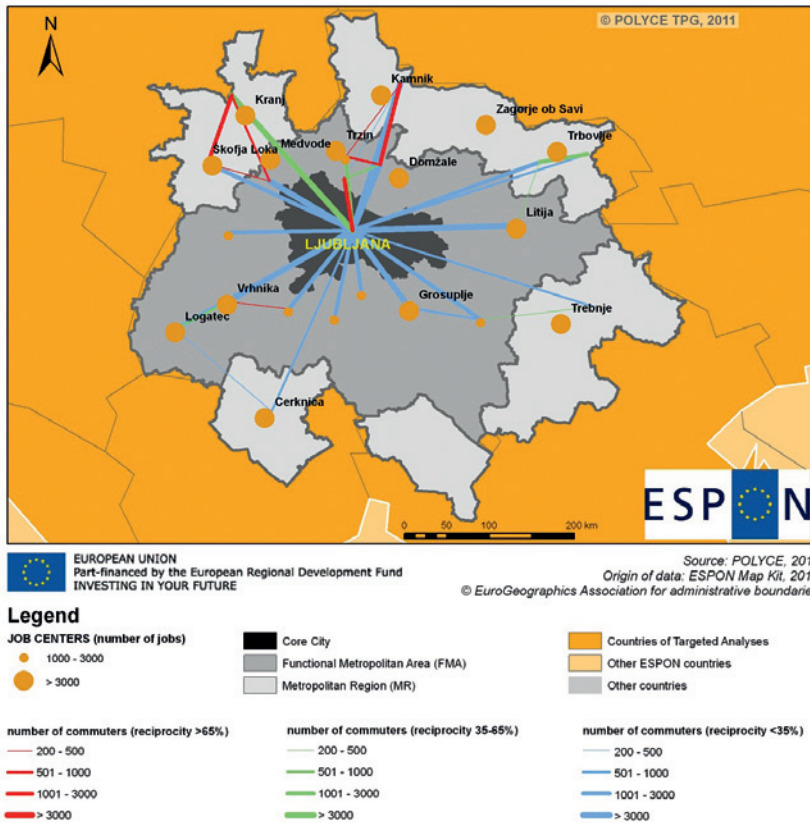 N
© POLYCE TPG, 2011
Kamnik
Kranj
Zagorje ob Savi
Trzin
Trbovlje
Medvode
Skofja Loka
Domžale
Litija
LJUBLJANA
Vrhnika
Grosuplje
Trebnje
Logatec
Cerknica
ESPON
0 50 100 200 km
EUROPEAN UNION
Part-financed by the European Regional Development Fund
INVESTING IN YOUR FUTURE
Source: POLYCE, 201
Origin of data: ESPON Map Kit, 201
© EuroGeographics Association for administrative boundarie
Legend
JOB CENTERS (number of jobs)
1000 - 3000
> 3000
Core City
Functional Metropolitan Area (FMA)
Metropolitan Region (MR)
Countries of Targeted Analyses
Other ESPON countries
Other countries
number of commuters (reciprocity >65%)
200 - 500
501 - 1000
1001 - 3000
> 3000
number of commuters (reciprocity 35-65%)
200 - 500
501 - 1000
1001 - 3000
> 3000
number of commuters (reciprocity <35%)
200 - 500
501 - 1000
1001 - 3000
> 3000